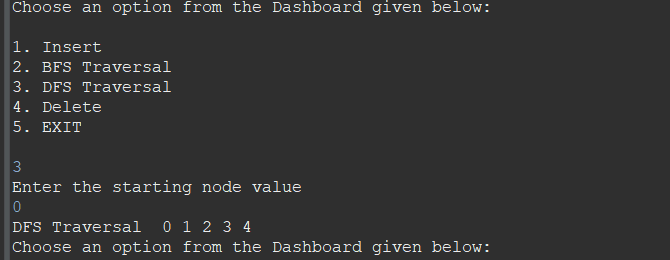 Choose an option from the Dashboard given below:
1. Insert
2. BFS Traversal
3. DFS Traversal
4. Delete
5. EXIT
3
Enter the starting node value
0
DFS Traversal  0 1 2 3 4
Choose an option from the Dashboard given below: